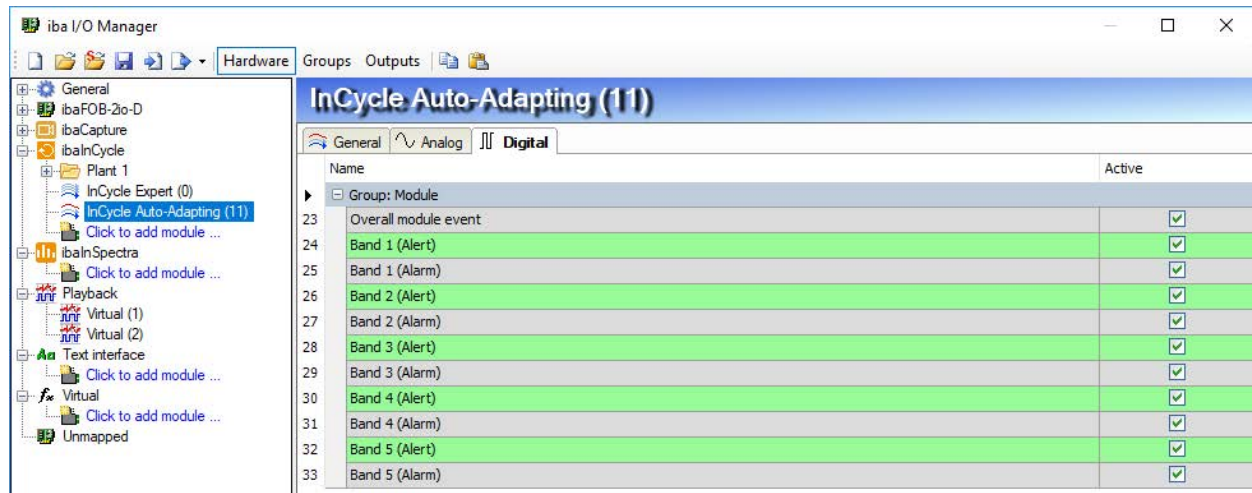 iba I/O Manager
Hardware Groups Outputs
General
ibaFOB-2io-D
ibaCapture
ibaInCycle
Plant 1
InCycle Expert (0)
InCycle Auto-Adapting (11)
Click to add module ...
ibaInSpectra
Click to add module ...
Playback
Virtual (1)
Virtual (2)
Text interface
Click to add module ...
Virtual
Click to add module ...
Unmapped
InCycle Auto-Adapting (11)
General Analog Digital
Name Active
Group: Module
23 Overall module event
24 Band 1 (Alert)
25 Band 1 (Alarm)
26 Band 2 (Alert)
27 Band 2 (Alarm)
28 Band 3 (Alert)
29 Band 3 (Alarm)
30 Band 4 (Alert)
31 Band 4 (Alarm)
32 Band 5 (Alert)
33 Band 5 (Alarm)